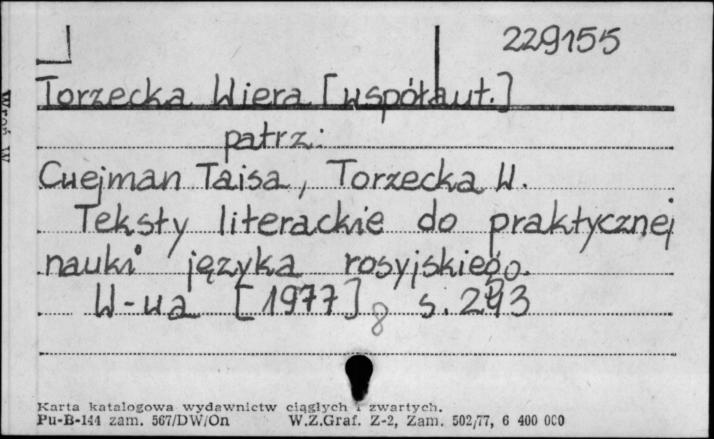 229155
Torzecka Wiera [współaut.]
patrz:
Cuejman Taisa, Torzecka W.
Teksty literackie do praktycznej
nauki języka rosyjskiego.
W-wa [1977] s. 293
8
Karta katalogowa wydawnictw ciągłych i zwartych.
Pu-B-144 zam. 567/DW/On W.Z.Graf. Z-2, Zam. 502/77, 6 400 000